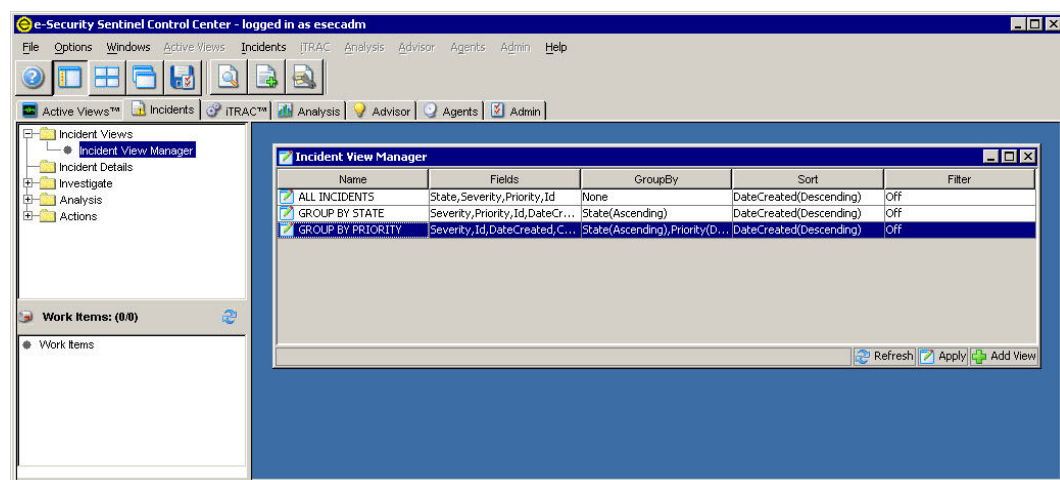 e-Security Sentinel Control Center - logged in as esecadm
File Options Windows Active Views Incidents iTRAC Analysis Advisor Agents Admin Help
Active Views™ Incidents iTRAC™ Analysis Advisor Agents Admin
Incident Views
Incident View Manager
Incident Details
Investigate
Analysis
Actions
Work Items: (0/0)
Work Items
Incident View Manager
Name Fields GroupBy Sort Filter
ALL INCIDENTS State,Severity,Priority,Id None DateCreated(Descending) Off
GROUP BY STATE Severity,Priority,Id,DateCr... State(Ascending) DateCreated(Descending) Off
GROUP BY PRIORITY Severity,Id,DateCreated,C... State(Ascending),Priority(D... DateCreated(Descending) Off
Refresh Apply Add View